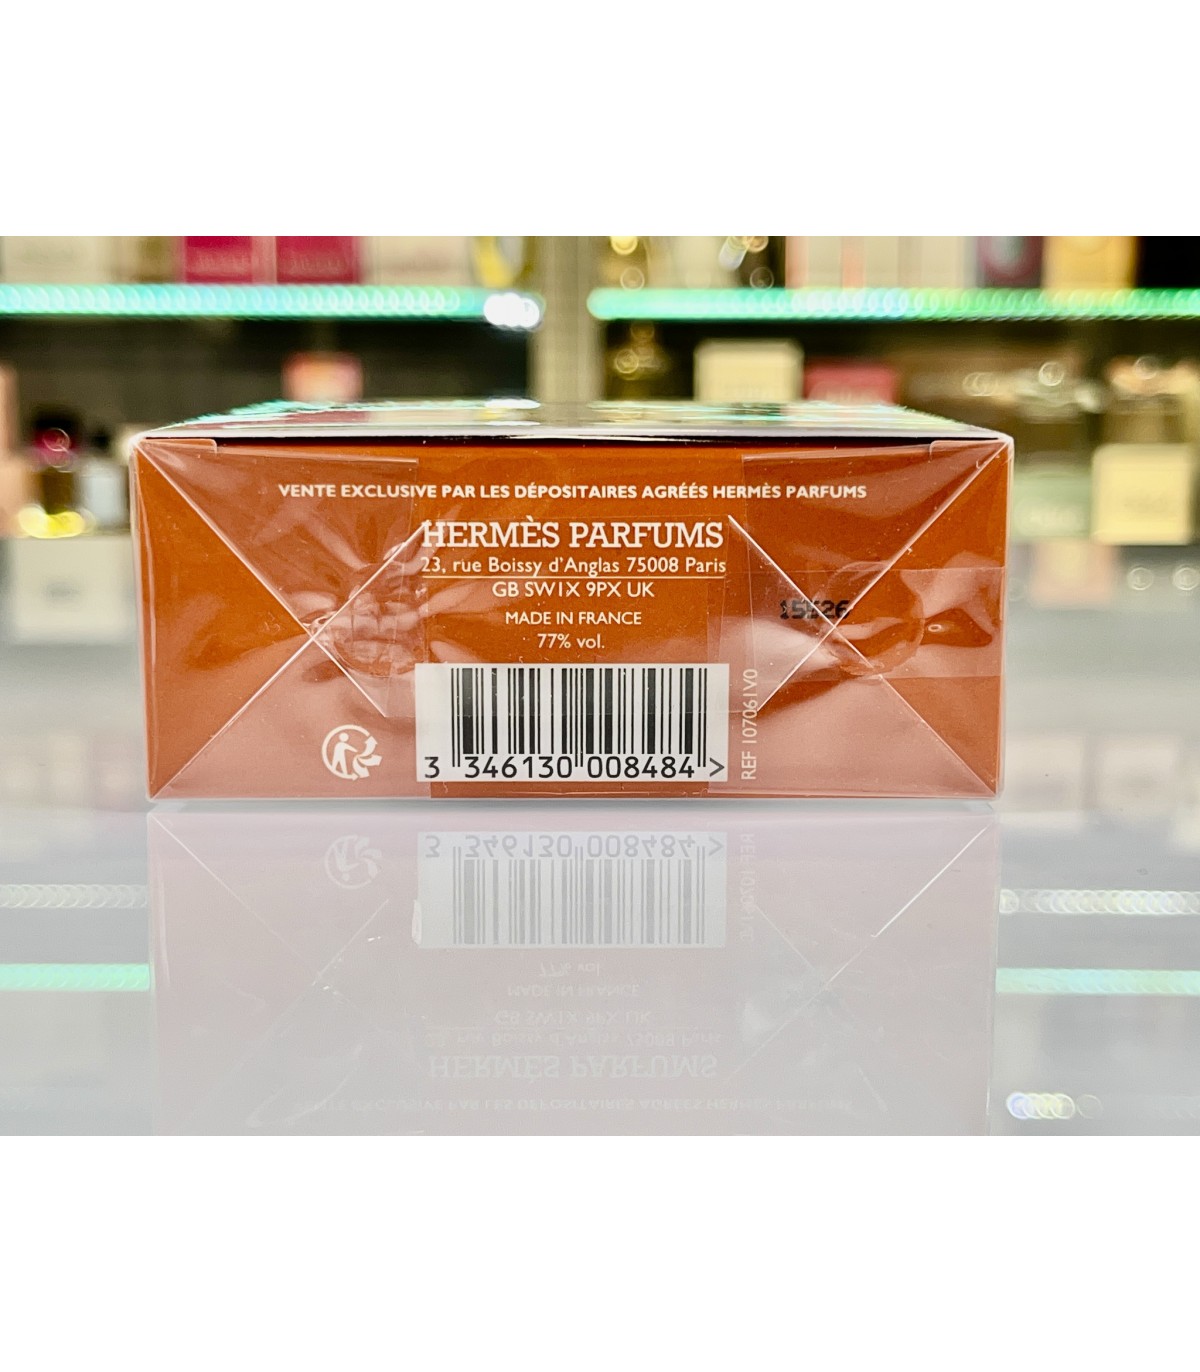 VENTE EXCLUSIVE PAR LES DÉPOSITAIRES AGRÉÉS HERMÈS PARFUMS
HERMÈS PARFUMS
23, rue Boissy d'Anglas 75008 Paris
GB SW1X 9PX UK
MADE IN FRANCE
77% vol.
3 346130 008484 >
REF 107061V0